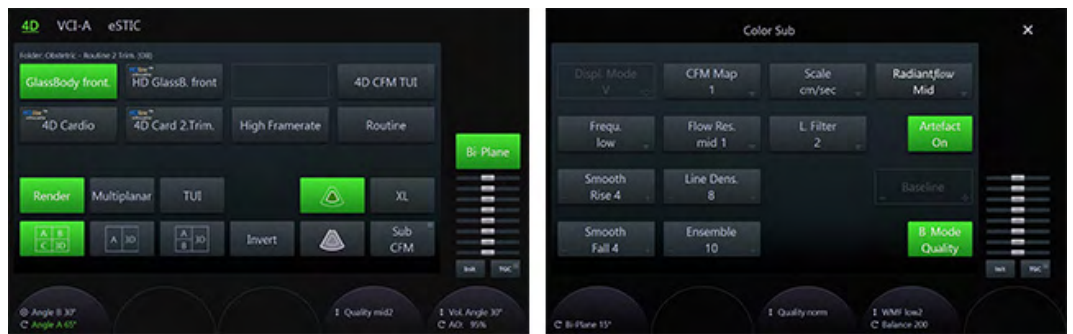 4D VCI-A eSTIC
Folder: Obstetric - Routine 2 Trim. (OB)
GlassBody front.
HD GlassB. front
4D CFM TUI
4D Cardio
4D Card 2.Trim.
High Framerate
Routine
Bi-Plane
Render
Multiplanar
TUI
XL
A B
C 3D
A 3D
A
B 3D
Invert
Sub
CFM
Init
TGC
Angle B 30°
Angle A 65°
Quality mid2
Vol. Angle 30°
AO: 95%
Color Sub
Displ. Mode
V
CFM Map
1
Scale
cm/sec
Radiantflow
Mid
Frequ.
low
Flow Res.
mid 1
L. Filter
2
Artefact
On
Smooth
Rise 4
Line Dens.
8
Baseline
Smooth
Fall 4
Ensemble
10
B Mode
Quality
Init
TGC
Bi-Plane 15°
Quality norm
WMF low2
Balance 200